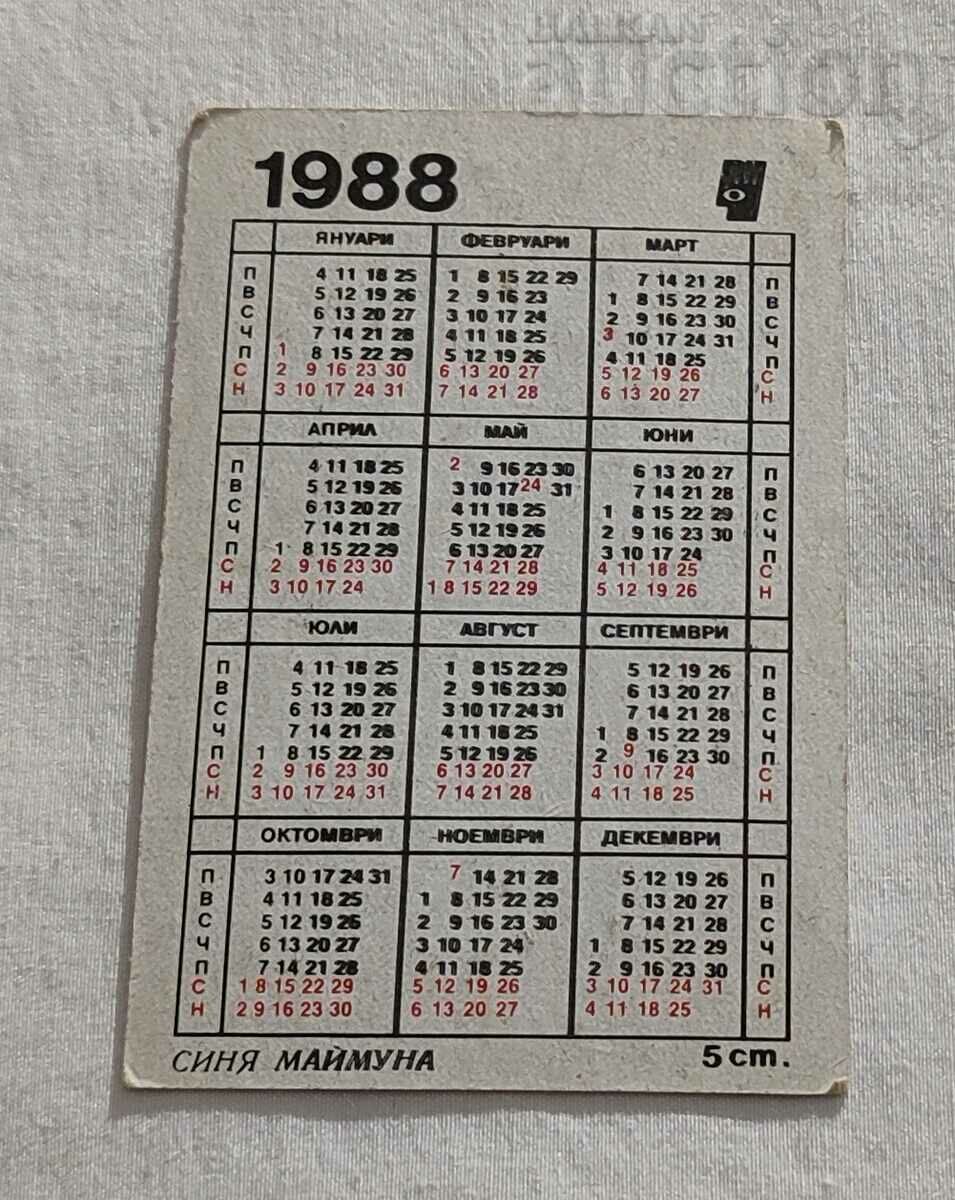 BALKAN
auction
1988
ЯНУАРИ ФЕВРУАРИ МАРТ
П 4 11 18 25 1 8 15 22 29 7 14 21 28 П
В 5 12 19 26 2 9 16 23 1 8 15 22 29 В
С 6 13 20 27 3 10 17 24 2 9 16 23 30 С
Ч 7 14 21 28 4 11 18 25 3 10 17 24 31 Ч
П 1 8 15 22 29 5 12 19 26 4 11 18 25 П
С 2 9 16 23 30 6 13 20 27 5 12 19 26 С
Н 3 10 17 24 31 7 14 21 28 6 13 20 27 Н
АПРИЛ МАЙ ЮНИ
П 4 11 18 25 2 9 16 23 30 6 13 20 27 П
В 5 12 19 26 3 10 17 24 31 7 14 21 28 В
С 6 13 20 27 4 11 18 25 1 8 15 22 29 С
Ч 7 14 21 28 5 12 19 26 2 9 16 23 30 Ч
П 1 8 15 22 29 6 13 20 27 3 10 17 24 П
С 2 9 16 23 30 7 14 21 28 4 11 18 25 С
Н 3 10 17 24 1 8 15 22 29 5 12 19 26 Н
ЮЛИ АВГУСТ СЕПТЕМВРИ
П 4 11 18 25 1 8 15 22 29 5 12 19 26 П
В 5 12 19 26 2 9 16 23 30 6 13 20 27 В
С 6 13 20 27 3 10 17 24 31 7 14 21 28 С
Ч 7 14 21 28 4 11 18 25 1 8 15 22 29 Ч
П 1 8 15 22 29 5 12 19 26 2 9 16 23 30 П
С 2 9 16 23 30 6 13 20 27 3 10 17 24 С
Н 3 10 17 24 31 7 14 21 28 4 11 18 25 Н
ОКТОМВРИ НОЕМВРИ ДЕКЕМВРИ
П 3 10 17 24 31 7 14 21 28 5 12 19 26 П
В 4 11 18 25 1 8 15 22 29 6 13 20 27 В
С 5 12 19 26 2 9 16 23 30 7 14 21 28 С
Ч 6 13 20 27 3 10 17 24 1 8 15 22 29 Ч
П 7 14 21 28 4 11 18 25 2 9 16 23 30 П
С 1 8 15 22 29 5 12 19 26 3 10 17 24 31 С
Н 2 9 16 23 30 6 13 20 27 4 11 18 25 Н
СИНЯ МАЙМУНА 5 cm.